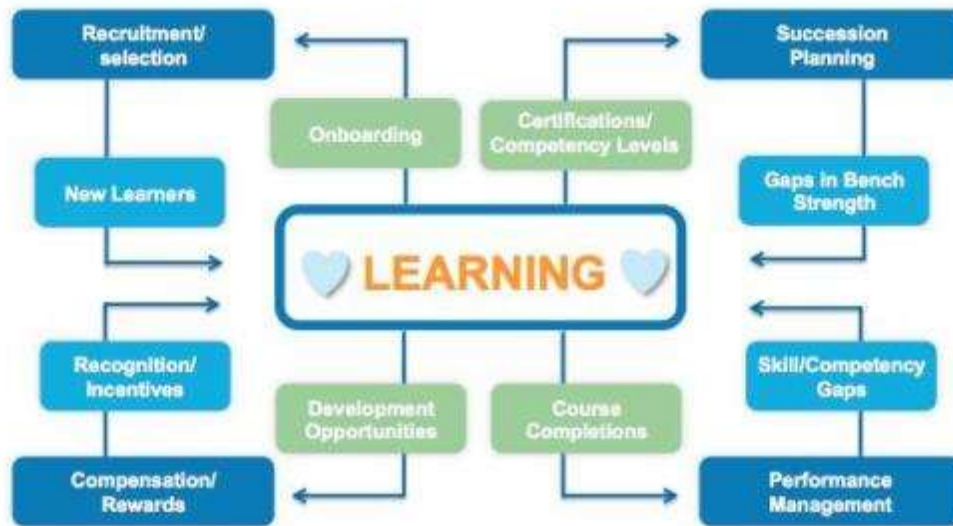 Recruitment/
selection
Succession
Planning
Onboarding
Certifications/
Competency Levels
New Learners
Gaps in Bench
Strength
LEARNING
Recognition/
Incentives
Skill/Competency
Gaps
Development
Opportunities
Course
Completions
Compensation/
Rewards
Performance
Management